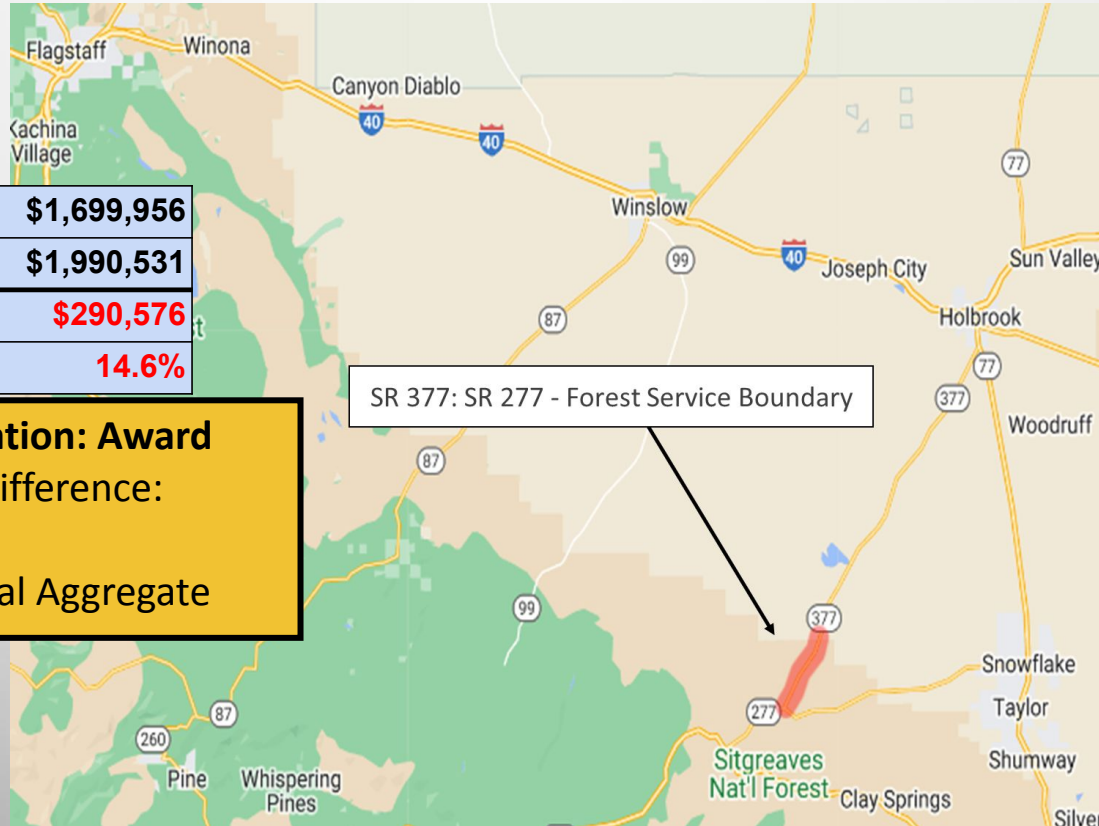 Flagstaff
Winona
Canyon Diablo
Kachina
Village
40
40
77
$1,699,956
$1,990,531
$290,576
14.6%
Winslow
99
40
Joseph City
Sun Valley
Holbrook
87
77
377
Woodruff
SR 377: SR 277 - Forest Service Boundary
87
ation: Award
ifference:
al Aggregate
99
377
Snowflake
277
Taylor
87
260
Pine
Whispering
Pines
Sitgreaves
Nat'l Forest
Shumway
Clay Springs
Silver